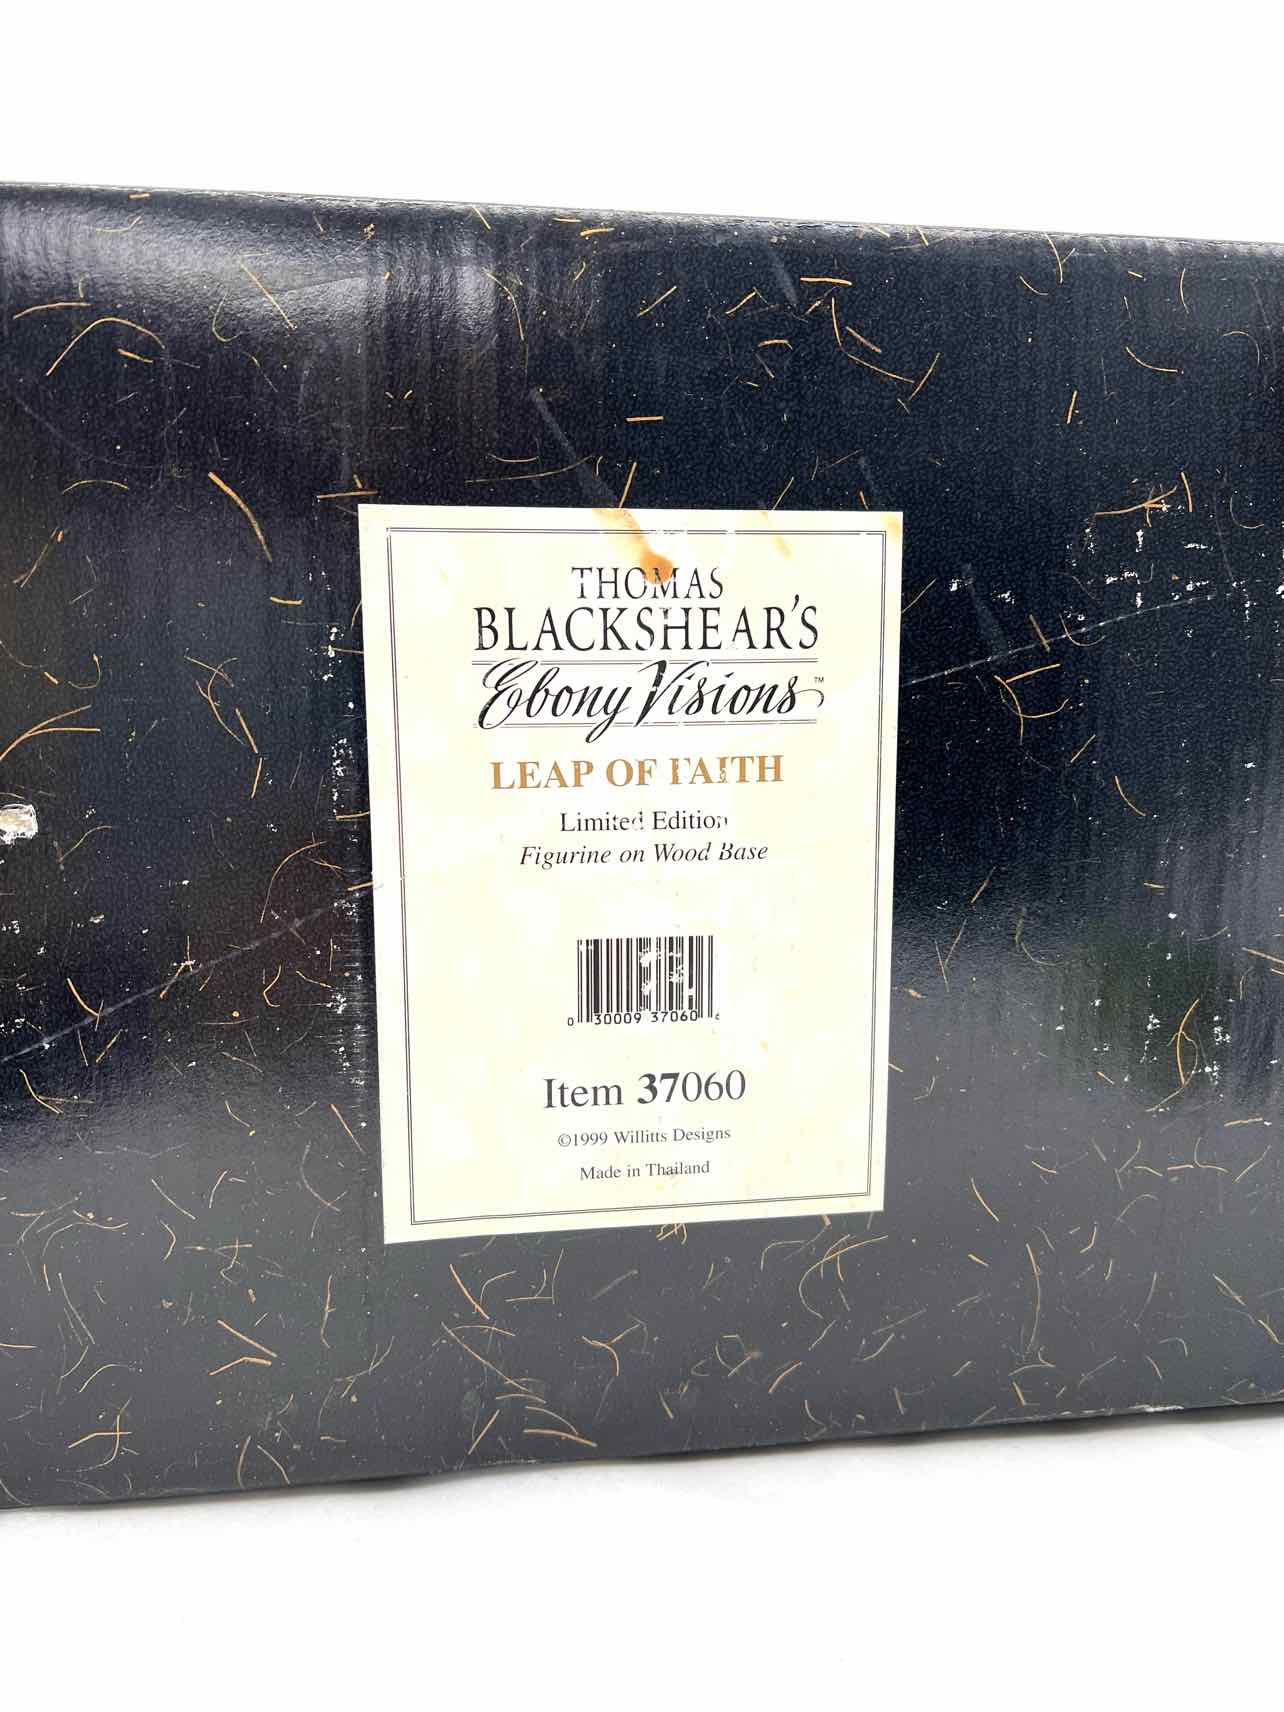 THOMAS
BLACKSHEAR'S
Ebony Visions™
LEAP OF FAITH
Limited Edition
Figurine on Wood Base
0 30009 37060 6
Item 37060
©1999 Willitts Designs
Made in Thailand